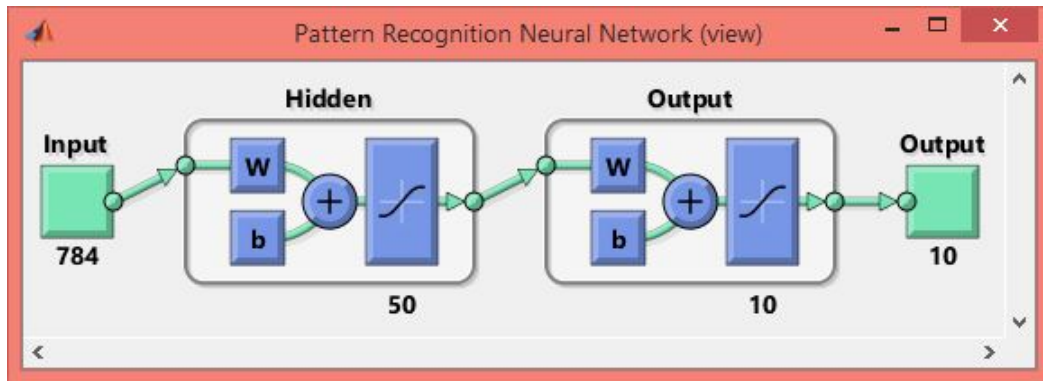 Pattern Recognition Neural Network (view)
Hidden
Output
Input
Output
W
W
+
+
b
b
784
10
50
10